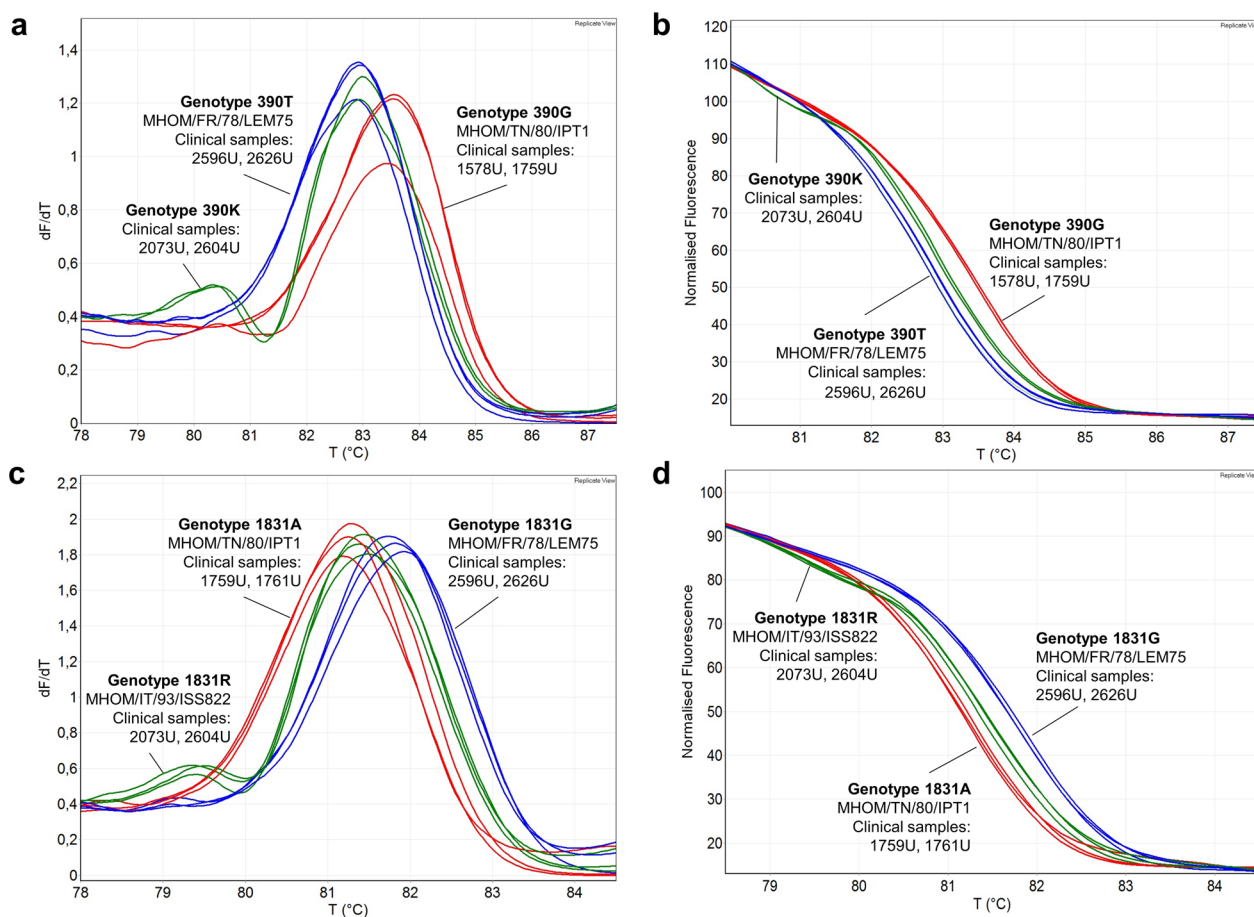 a
Replicate View
1,4
1,2
1
0,8
0,6
0,4
0,2
0
dF/dT
78 79 80 81 82 83 84 85 86 87
T (°C)
Genotype 390T
MHOM/FR/78/LEM75
Clinical samples:
2596U, 2626U
Genotype 390G
MHOM/TN/80/IPT1
Clinical samples:
1578U, 1759U
Genotype 390K
Clinical samples:
2073U, 2604U
b
Replicate Vi
120
110
100
90
80
70
60
50
40
30
20
Normalised Fluorescence
81 82 83 84 85 86 87
T (°C)
Genotype 390K
Clinical samples:
2073U, 2604U
Genotype 390G
MHOM/TN/80/IPT1
Clinical samples:
1578U, 1759U
Genotype 390T
MHOM/FR/78/LEM75
Clinical samples:
2596U, 2626U
c
Replicate View
2,2
2
1,8
1,6
1,4
1,2
1
0,8
0,6
0,4
0,2
0
dF/dT
78 79 80 81 82 83 84
T (°C)
Genotype 1831A
MHOM/TN/80/IPT1
Clinical samples:
1759U, 1761U
Genotype 1831G
MHOM/FR/78/LEM75
Clinical samples:
2596U, 2626U
Genotype 1831R
MHOM/IT/93/ISS822
Clinical samples:
2073U, 2604U
d
Replicate View
100
90
80
70
60
50
40
30
20
Normalised Fluorescence
79 80 81 82 83 84
T (°C)
Genotype 1831R
MHOM/IT/93/ISS822
Clinical samples:
2073U, 2604U
Genotype 1831G
MHOM/FR/78/LEM75
Clinical samples:
2596U, 2626U
Genotype 1831A
MHOM/TN/80/IPT1
Clinical samples:
1759U, 1761U